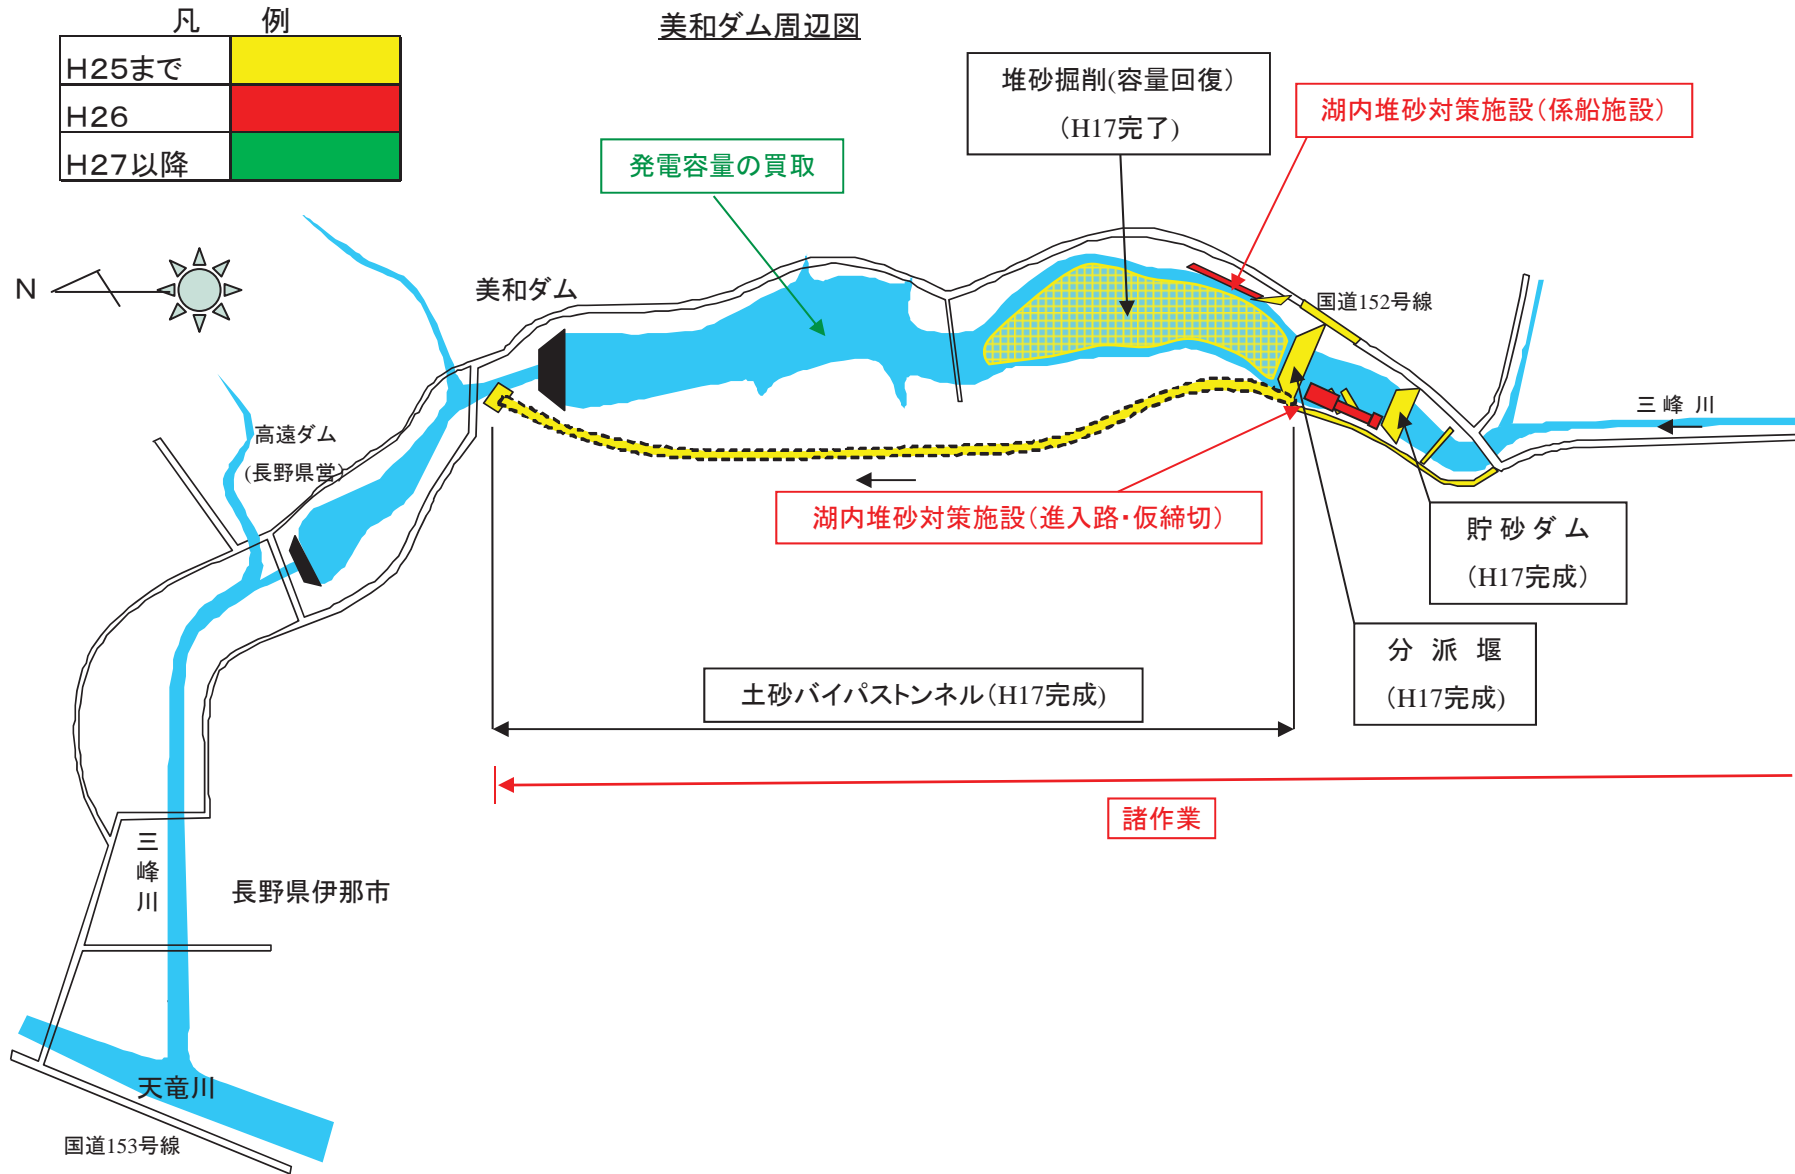 凡　例
美和ダム周辺図
H25まで
H26
H27以降
堆砂掘削(容量回復)
(H17完了)
湖内堆砂対策施設(係船施設)
発電容量の買取
N
美和ダム
国道152号線
三峰川
高遠ダム
(長野県営)
湖内堆砂対策施設(進入路・仮締切)
貯砂ダム
(H17完成)
分派堰
(H17完成)
土砂バイパストンネル(H17完成)
諸作業
三峰川
長野県伊那市
天竜川
国道153号線